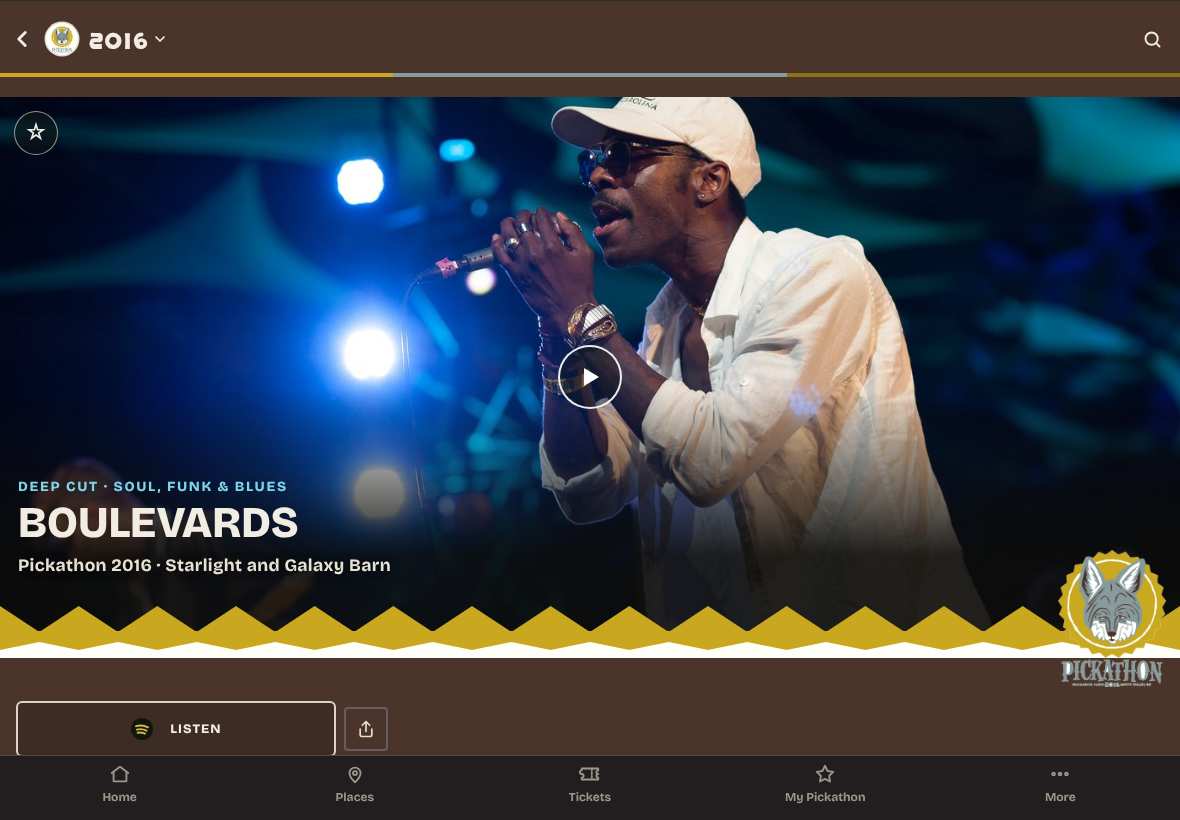 2016
CAROLINA
DEEP CUT · SOUL, FUNK & BLUES
BOULEVARDS
Pickathon 2016 · Starlight and Galaxy Barn
PICKATHON
LISTEN
Home
Places
Tickets
My Pickathon
More